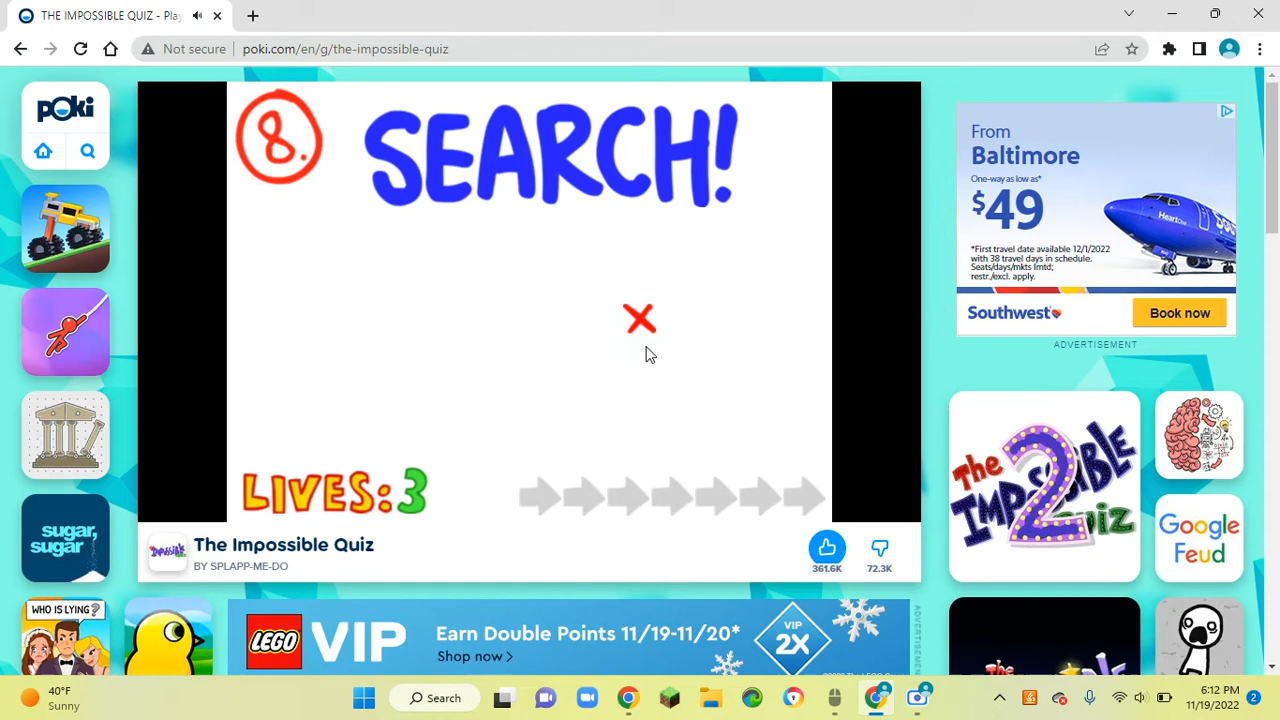 THE IMPOSSIBLE QUIZ - Play
Not secure
poki.com/en/g/the-impossible-quiz
POKI
8.
SEARCH!
LIVES: 3
The Impossible Quiz
BY SPLAPP-ME-DO
361.6K
72.3K
From
Baltimore
One-way as low as*
$49
*First travel date available 12/1/2022
with 38 travel days in schedule.
Seats/days/mkts lmtd;
restr./excl. apply.
Southwest
Book now
ADVERTISEMENT
The
IMPOSSIBLE
2
Quiz
Google
Feud
sugar,
sugar
WHO IS LYING?
LEGO
VIP
Earn Double Points 11/19-11/20*
Shop now >
VIP
2X
40°F
Sunny
Search
6:12 PM
11/19/2022
2